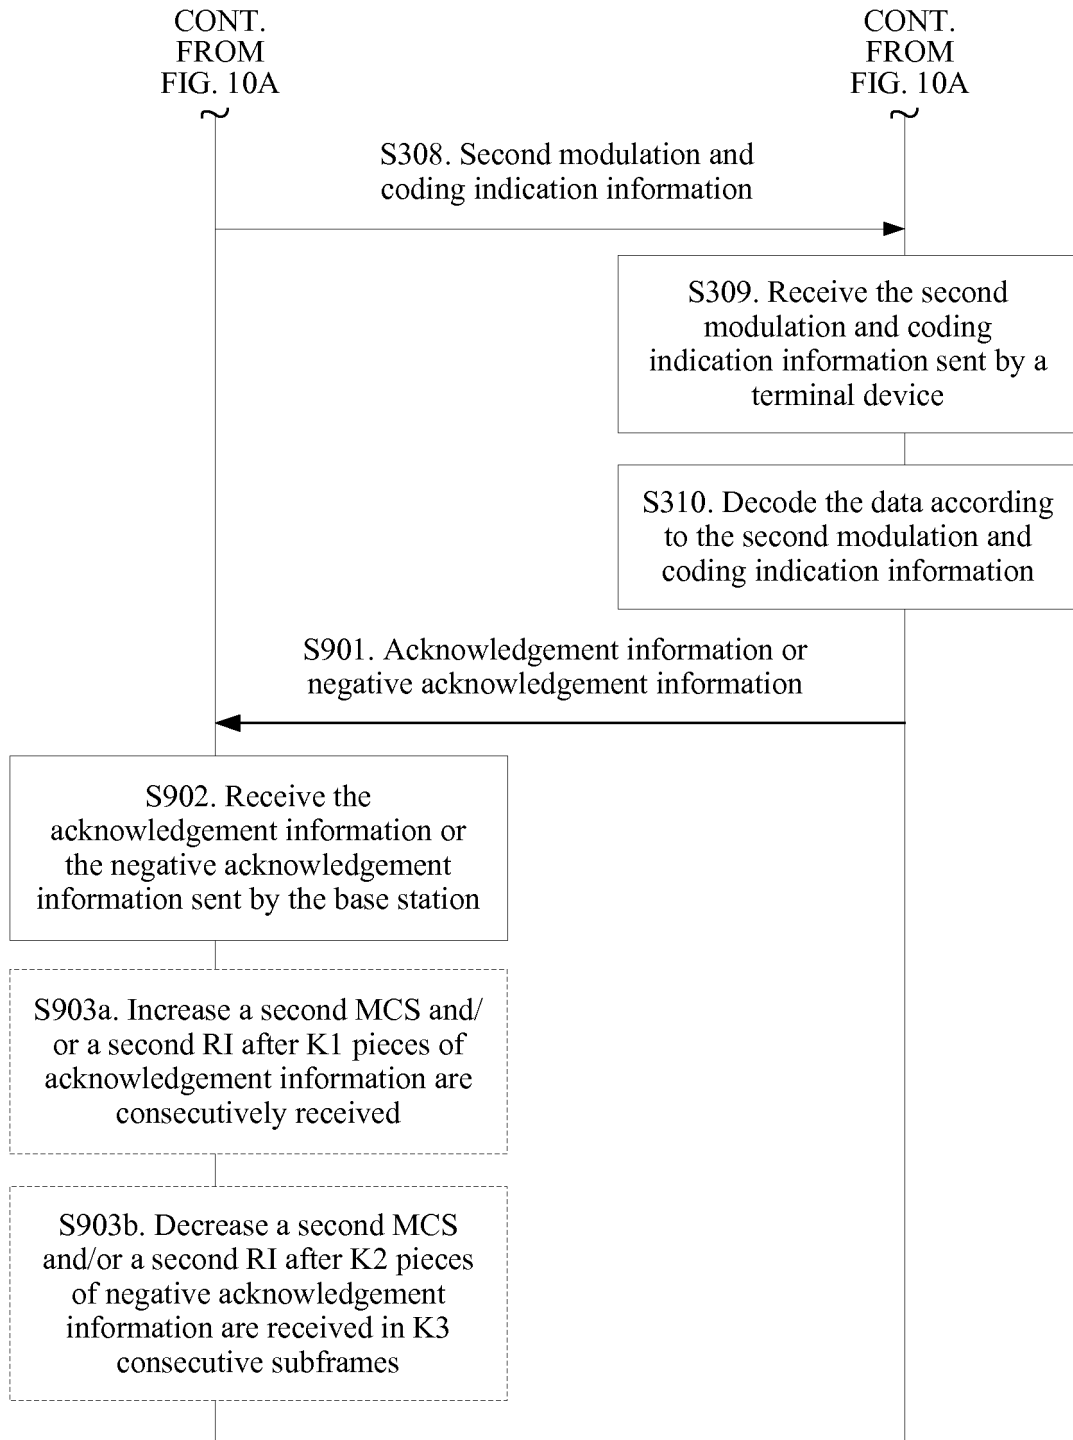 CONT.
FROM
FIG. 10A
CONT.
FROM
FIG. 10A
S308. Second modulation and
coding indication information
S309. Receive the second
modulation and coding
indication information sent by a
terminal device
S310. Decode the data according
to the second modulation and
coding indication information
S901. Acknowledgement information or
negative acknowledgement information
S902. Receive the
acknowledgement information or
the negative acknowledgement
information sent by the base station
S903a. Increase a second MCS and/
or a second RI after K1 pieces of
acknowledgement information are
consecutively received
S903b. Decrease a second MCS
and/or a second RI after K2 pieces
of negative acknowledgement
information are received in K3
consecutive subframes